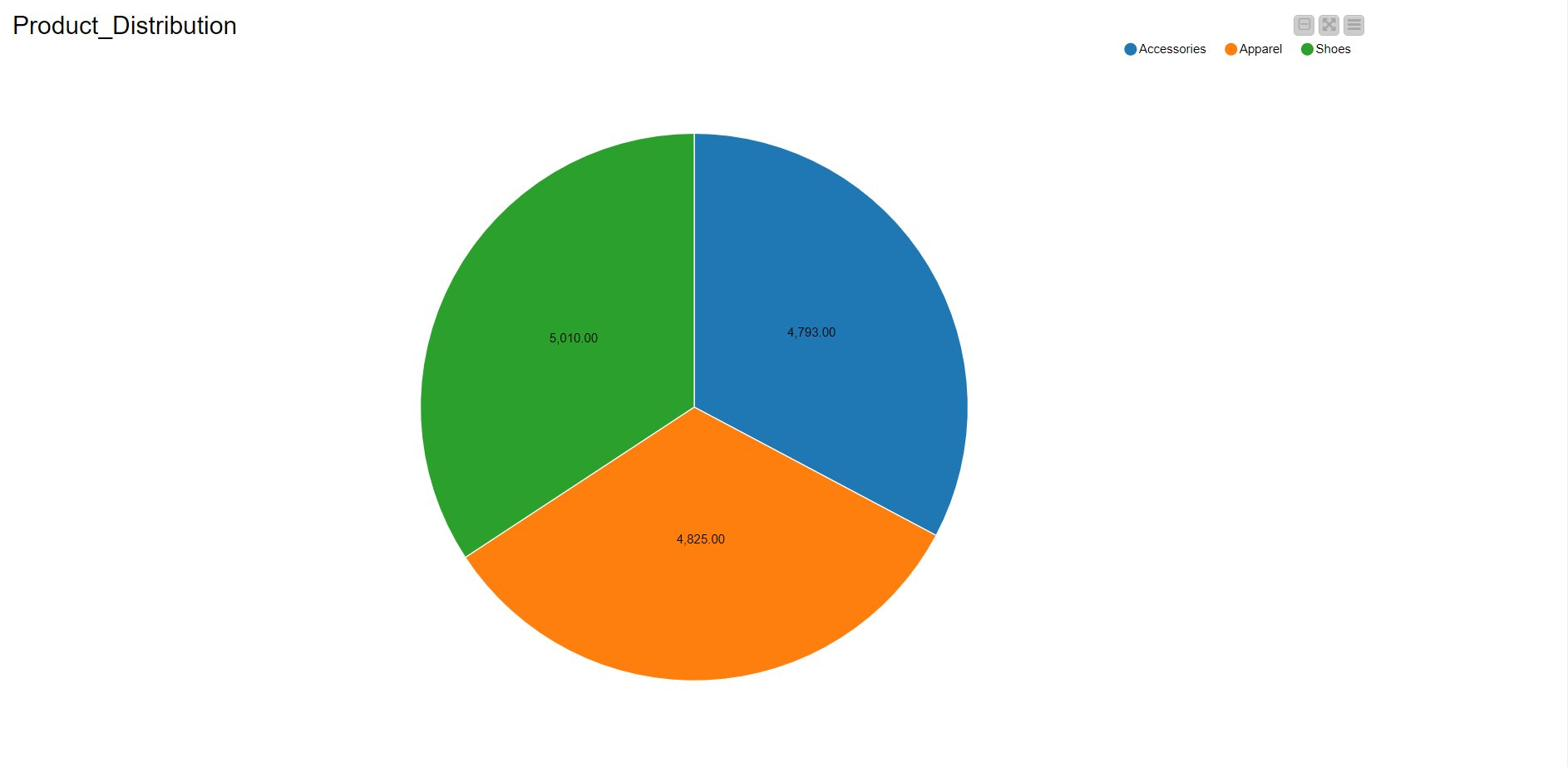 Product_Distribution
Accessories Apparel Shoes
4,793.00
5,010.00
4,825.00